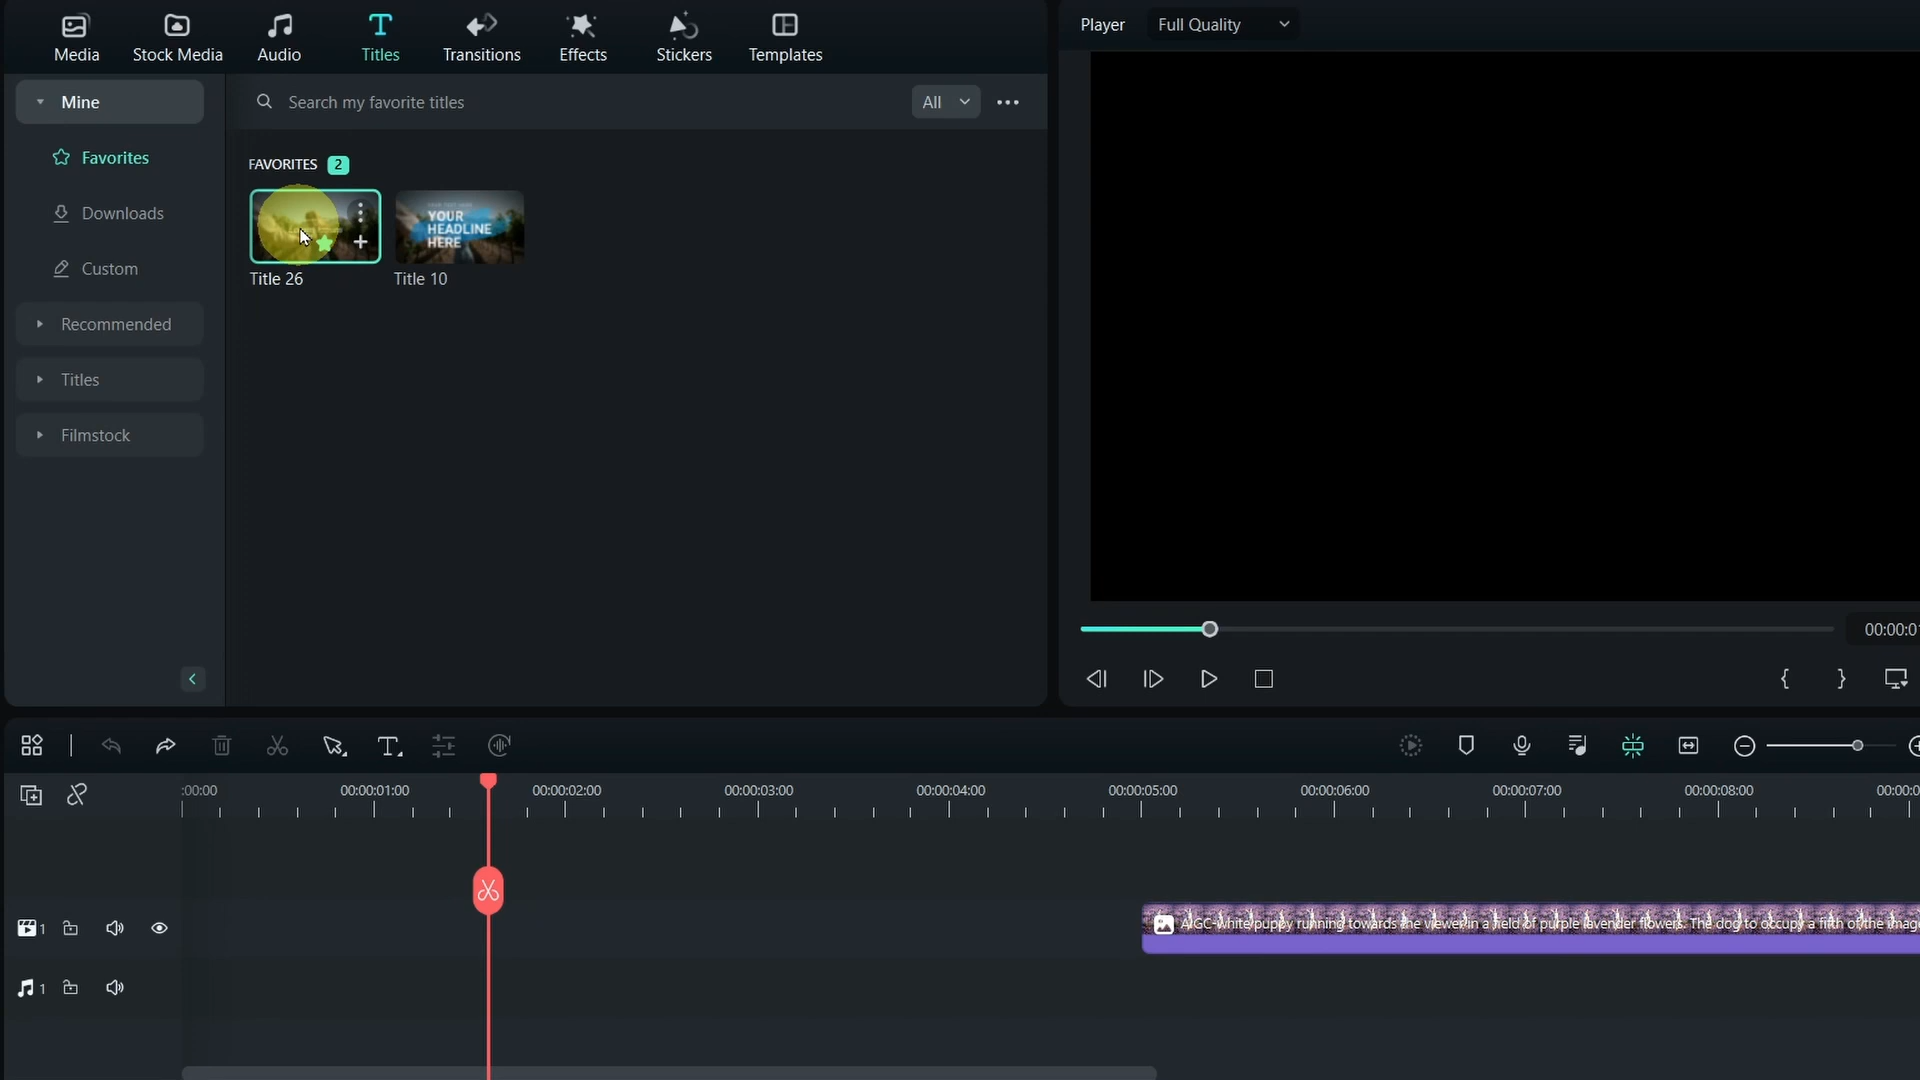 Media
Stock Media
Audio
Titles
Transitions
Effects
Stickers
Templates
Player
Full Quality
Mine
Search my favorite titles
All
Favorites
FAVORITES 2
Downloads
YOUR
HEADLINE
HERE
Custom
Title 26
Title 10
Recommended
Titles
Filmstock
00:00:01
:00:00
00:00:01:00
00:00:02:00
00:00:03:00
00:00:04:00
00:00:05:00
00:00:06:00
00:00:07:00
00:00:08:00
00:00:0
1
AIGC-White puppy running towards the viewer in a field of purple lavender flowers. The dog to occupy a fifth of the image
1